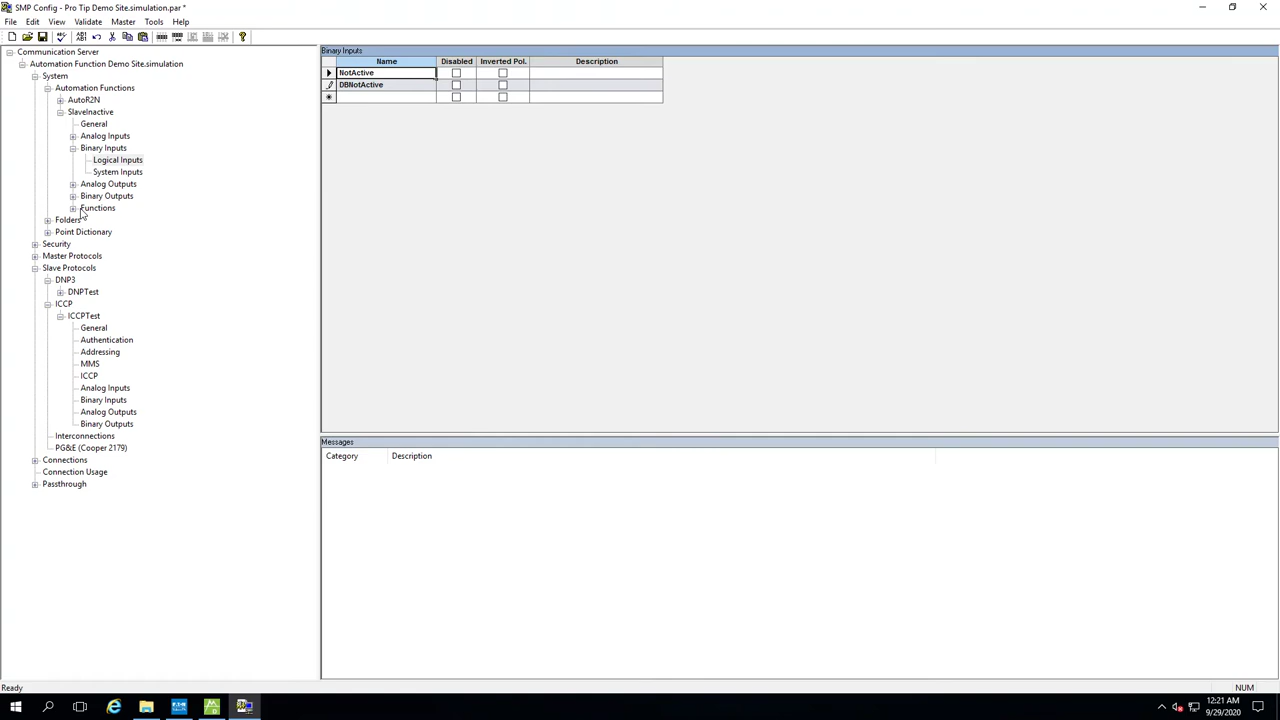 SMP Config - Pro Tip Demo Site.simulation.par *
File Edit View Validate Master Tools Help
Communication Server
Automation Function Demo Site.simulation
System
Automation Functions
AutoR2N
SlaveInactive
General
Analog Inputs
Binary Inputs
Logical Inputs
System Inputs
Analog Outputs
Binary Outputs
Functions
Folders
Point Dictionary
Security
Master Protocols
Slave Protocols
DNP3
DNPTest
ICCP
ICCPTest
General
Authentication
Addressing
MMS
ICCP
Analog Inputs
Binary Inputs
Analog Outputs
Binary Outputs
Interconnections
PG&E (Cooper 2179)
Connections
Connection Usage
Passthrough
Binary Inputs
Name Disabled Inverted Pol. Description
NotActive
DBNotActive
Messages
Category Description
Ready
NUM
12:21 AM
9/29/2020